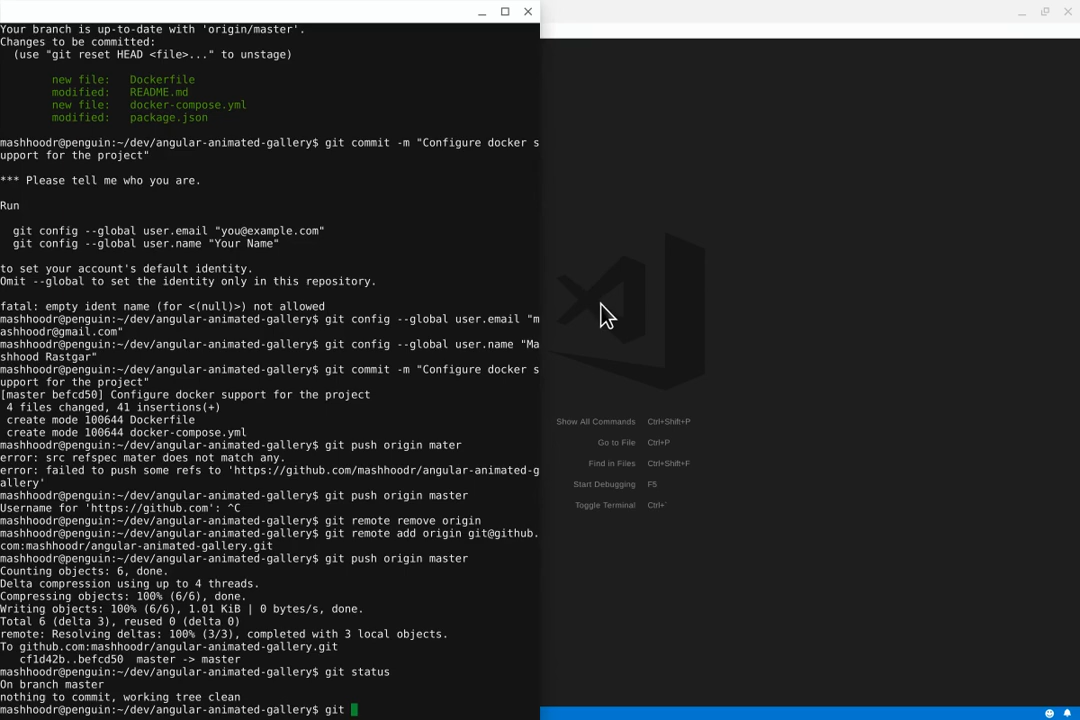 Your branch is up-to-date with 'origin/master'.
Changes to be committed:
(use "git reset HEAD <file>..." to unstage)
new file:   Dockerfile
modified:   README.md
new file:   docker-compose.yml
modified:   package.json
mashhoodr@penguin:~/dev/angular-animated-gallery$ git commit -m "Configure docker s
upport for the project"
*** Please tell me who you are.
Run
git config --global user.email "you@example.com"
git config --global user.name "Your Name"
to set your account's default identity.
Omit --global to set the identity only in this repository.
fatal: empty ident name (for <(null)>) not allowed
mashhoodr@penguin:~/dev/angular-animated-gallery$ git config --global user.email "m
ashhoodr@gmail.com"
mashhoodr@penguin:~/dev/angular-animated-gallery$ git config --global user.name "Ma
shhood Rastgar"
mashhoodr@penguin:~/dev/angular-animated-gallery$ git commit -m "Configure docker s
upport for the project"
[master befcd50] Configure docker support for the project
4 files changed, 41 insertions(+)
create mode 100644 Dockerfile
create mode 100644 docker-compose.yml
mashhoodr@penguin:~/dev/angular-animated-gallery$ git push origin mater
error: src refspec mater does not match any.
error: failed to push some refs to 'https://github.com/mashhoodr/angular-animated-g
allery'
mashhoodr@penguin:~/dev/angular-animated-gallery$ git push origin master
Username for 'https://github.com': ^C
mashhoodr@penguin:~/dev/angular-animated-gallery$ git remote remove origin
mashhoodr@penguin:~/dev/angular-animated-gallery$ git remote add origin git@github.
com:mashhoodr/angular-animated-gallery.git
mashhoodr@penguin:~/dev/angular-animated-gallery$ git push origin master
Counting objects: 6, done.
Delta compression using up to 4 threads.
Compressing objects: 100% (6/6), done.
Writing objects: 100% (6/6), 1.01 KiB | 0 bytes/s, done.
Total 6 (delta 3), reused 0 (delta 0)
remote: Resolving deltas: 100% (3/3), completed with 3 local objects.
To github.com:mashhoodr/angular-animated-gallery.git
cf1d42b..befcd50  master -> master
mashhoodr@penguin:~/dev/angular-animated-gallery$ git status
On branch master
nothing to commit, working tree clean
mashhoodr@penguin:~/dev/angular-animated-gallery$ git
Show All Commands Ctrl+Shift+P
Go to File Ctrl+P
Find in Files Ctrl+Shift+F
Start Debugging F5
Toggle Terminal Ctrl+`